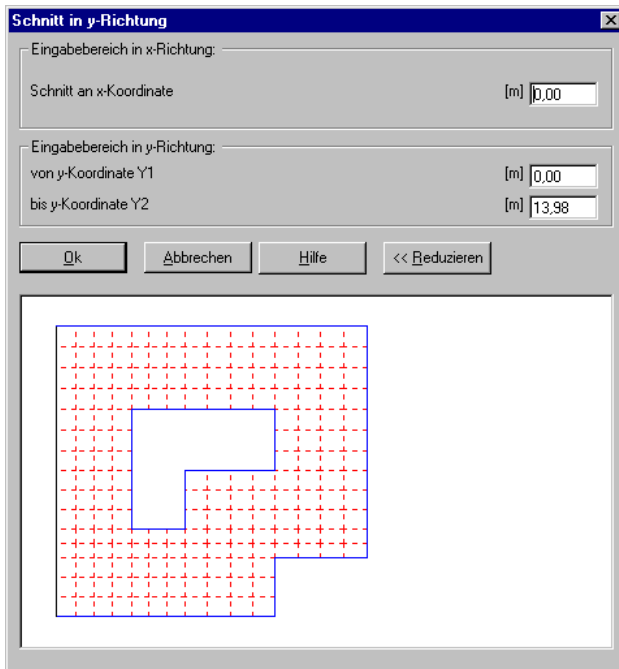 Schnitt in y-Richtung
Eingabebereich in x-Richtung:
Schnitt an x-Koordinate [m] 0,00
Eingabebereich in y-Richtung:
von y-Koordinate Y1 [m] 0,00
bis y-Koordinate Y2 [m] 13,98
Ok Abbrechen Hilfe << Reduzieren